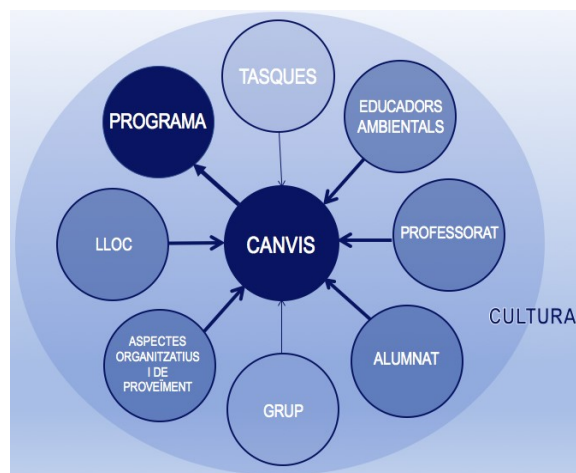 TASQUES
PROGRAMA
EDUCADORS
AMBIENTALS
LLOC
CANVIS
PROFESSORAT
CULTURA
ASPECTES
ORGANITZATIUS
I DE
PROVEÏMENT
GRUP
ALUMNAT